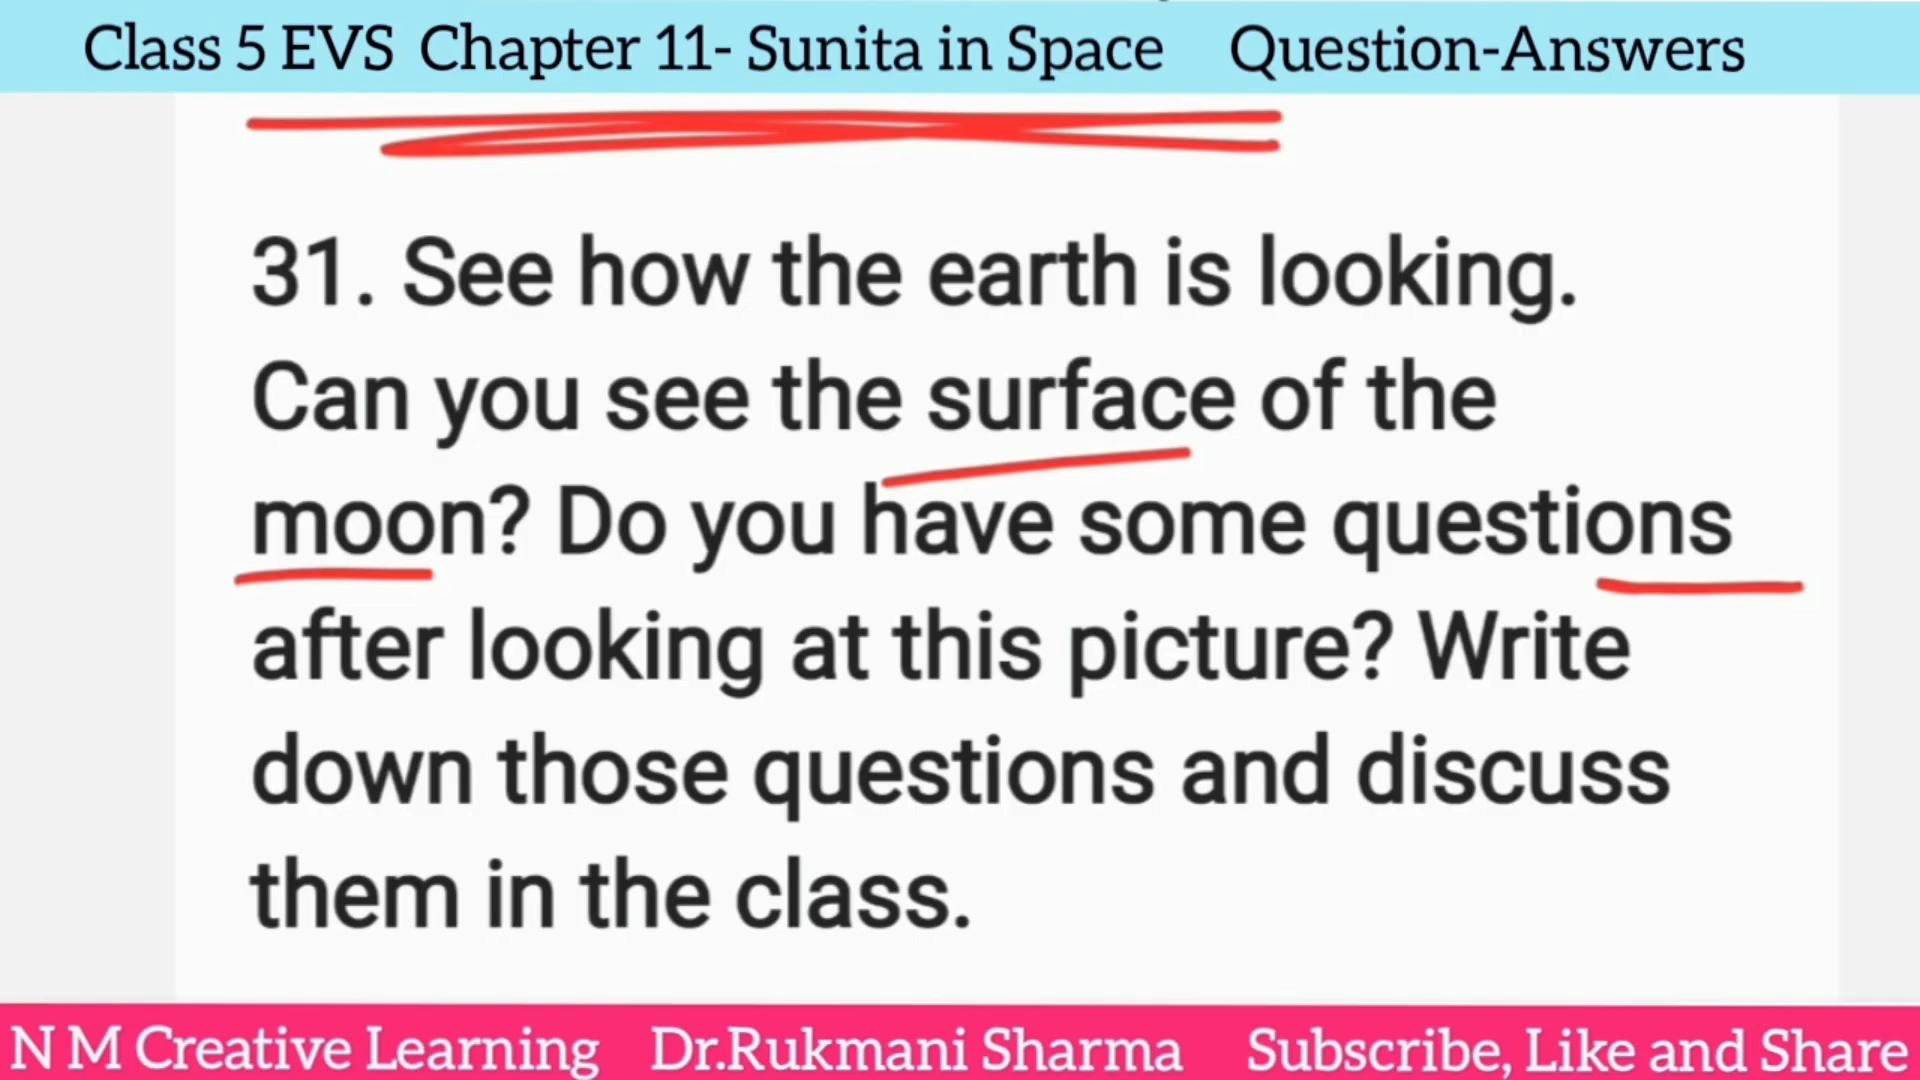 Class 5 EVS Chapter 11- Sunita in Space Question-Answers
31. See how the earth is looking.
Can you see the surface of the
moon? Do you have some questions
after looking at this picture? Write
down those questions and discuss
them in the class.
N M Creative Learning Dr.Rukmani Sharma Subscribe, Like and Share